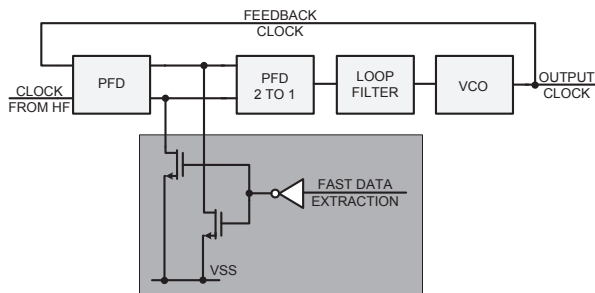 FEEDBACK
CLOCK
PFD
PFD
2 TO 1
LOOP
FILTER
VCO
OUTPUT
CLOCK
CLOCK
FROM HF
FAST DATA
EXTRACTION
VSS